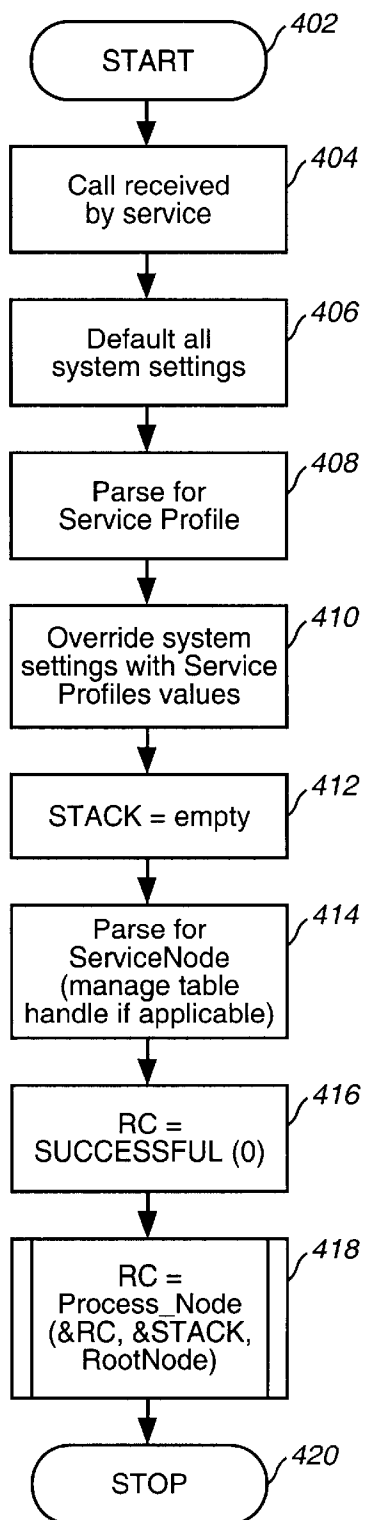 402
START
404
Call received
by service
406
Default all
system settings
408
Parse for
Service Profile
410
Override system
settings with Service
Profiles values
412
STACK = empty
414
Parse for
ServiceNode
(manage table
handle if applicable)
416
RC =
SUCCESSFUL (0)
418
RC =
Process_Node
(&RC, &STACK,
RootNode)
420
STOP